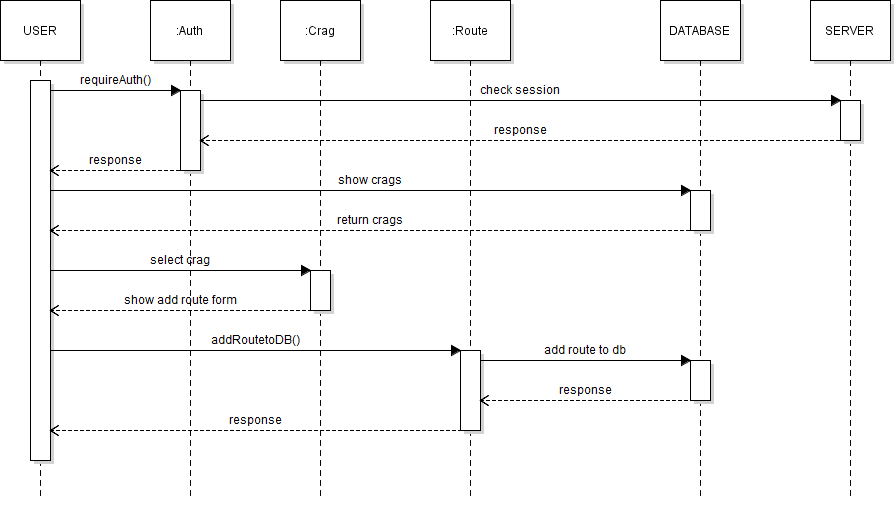 USER
:Auth
:Crag
:Route
DATABASE
SERVER
requireAuth()
check session
response
response
show crags
return crags
select crag
show add route form
addRoutetoDB()
add route to db
response
response